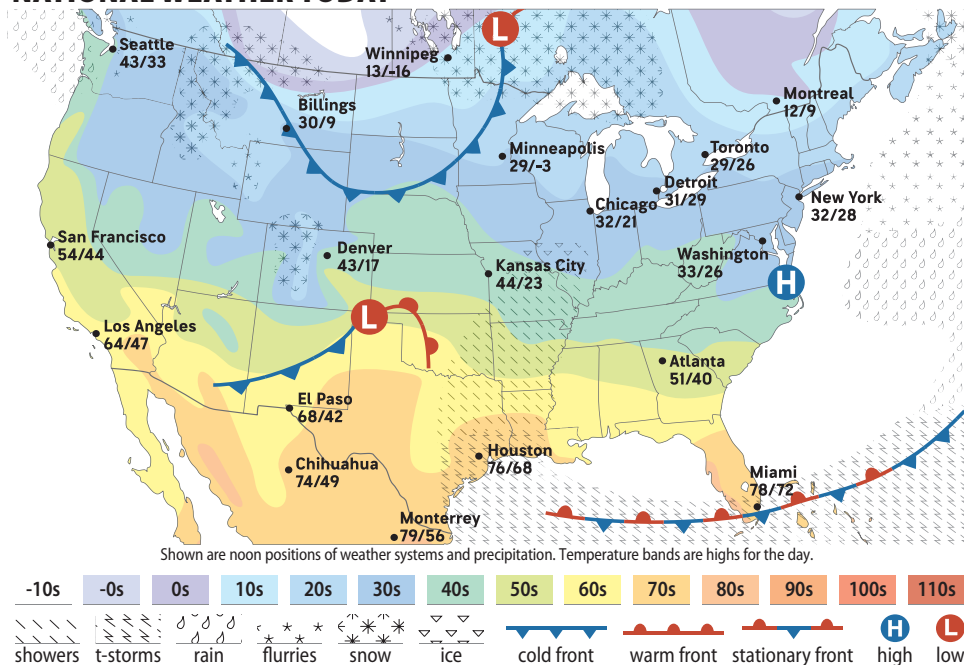 NATIONAL WEATHER TODAY
L
Seattle
43/33
Winnipeg
13/-16
Billings
30/9
Montreal
12/9
Minneapolis
29/-3
Toronto
29/26
Detroit
31/29
New York
32/28
Chicago
32/21
San Francisco
54/44
Denver
43/17
Kansas City
44/23
Washington
33/26
H
L
Los Angeles
64/47
Atlanta
51/40
El Paso
68/42
Houston
76/68
Chihuahua
74/49
Miami
78/72
Monterrey
79/56
Shown are noon positions of weather systems and precipitation. Temperature bands are highs for the day.
-10s -0s 0s 10s 20s 30s 40s 50s 60s 70s 80s 90s 100s 110s
H L
showers t-storms rain flurries snow ice cold front warm front stationary front high low